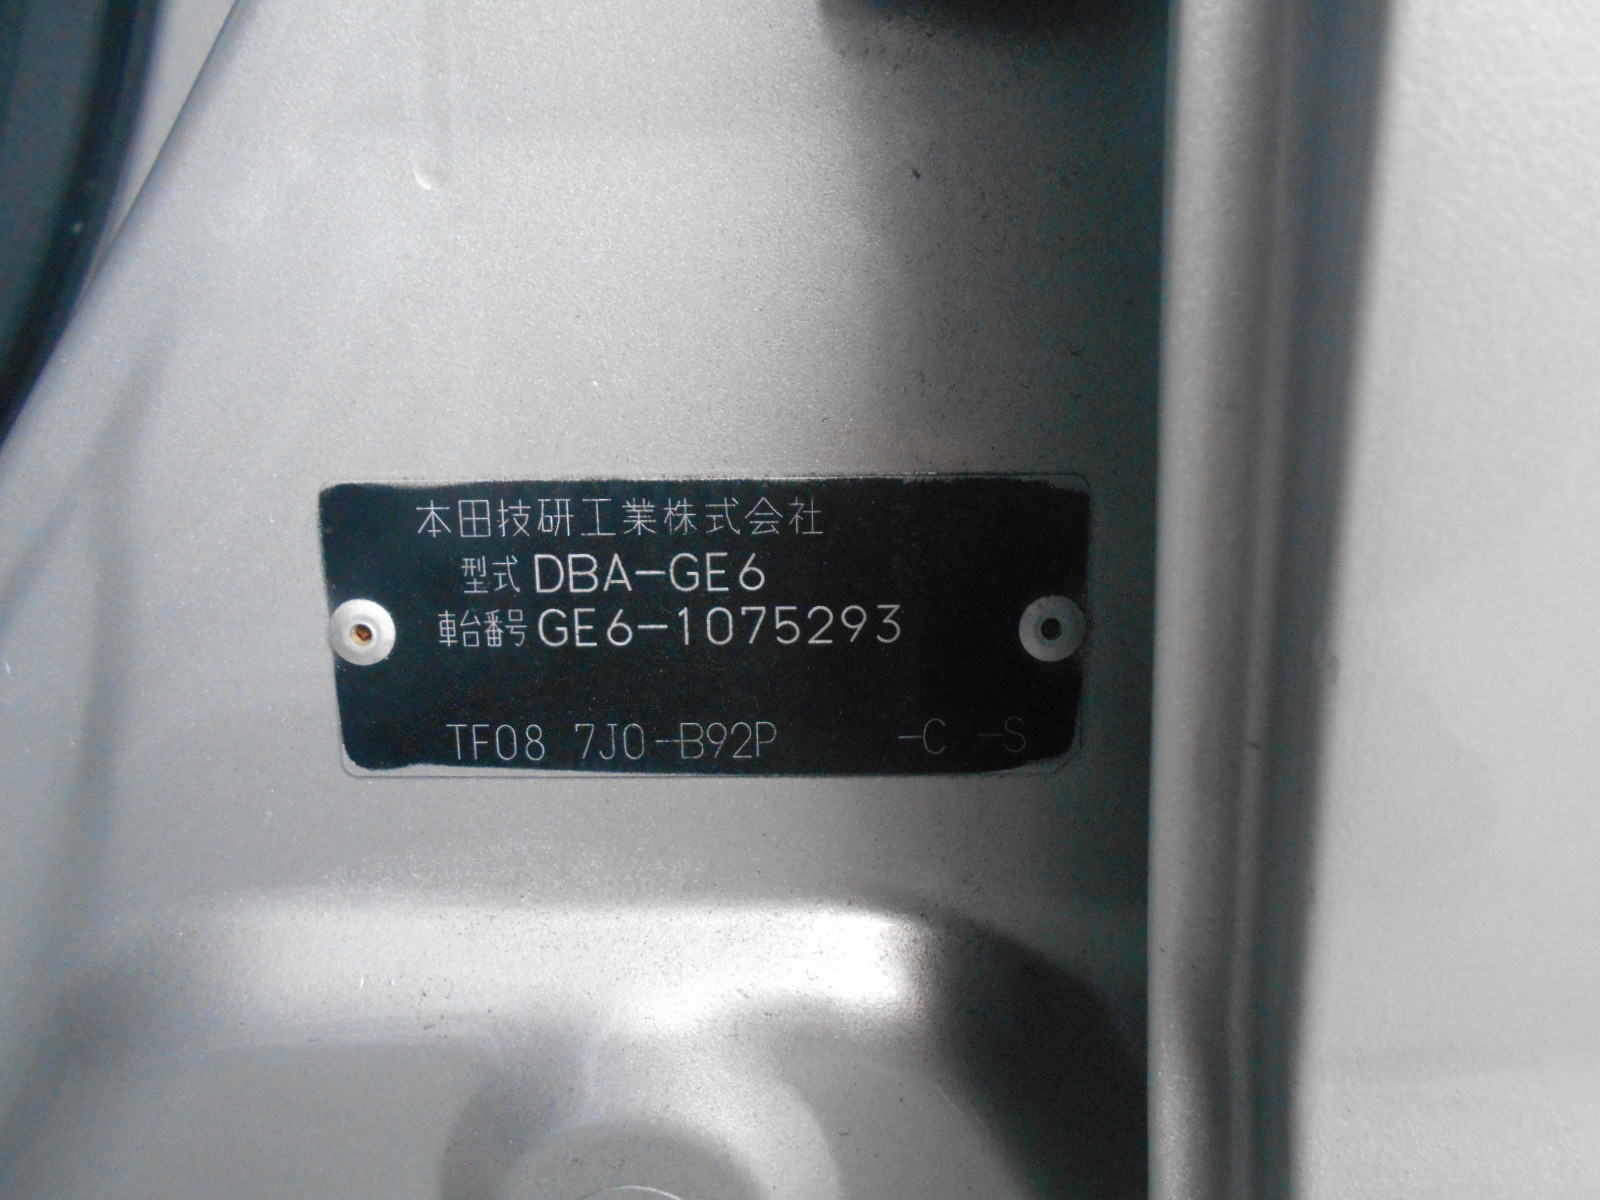 本田技研工業株式会社
型式 DBA-GE6
車台番号 GE6-1075293
TF08 7J0-B92P -C -S